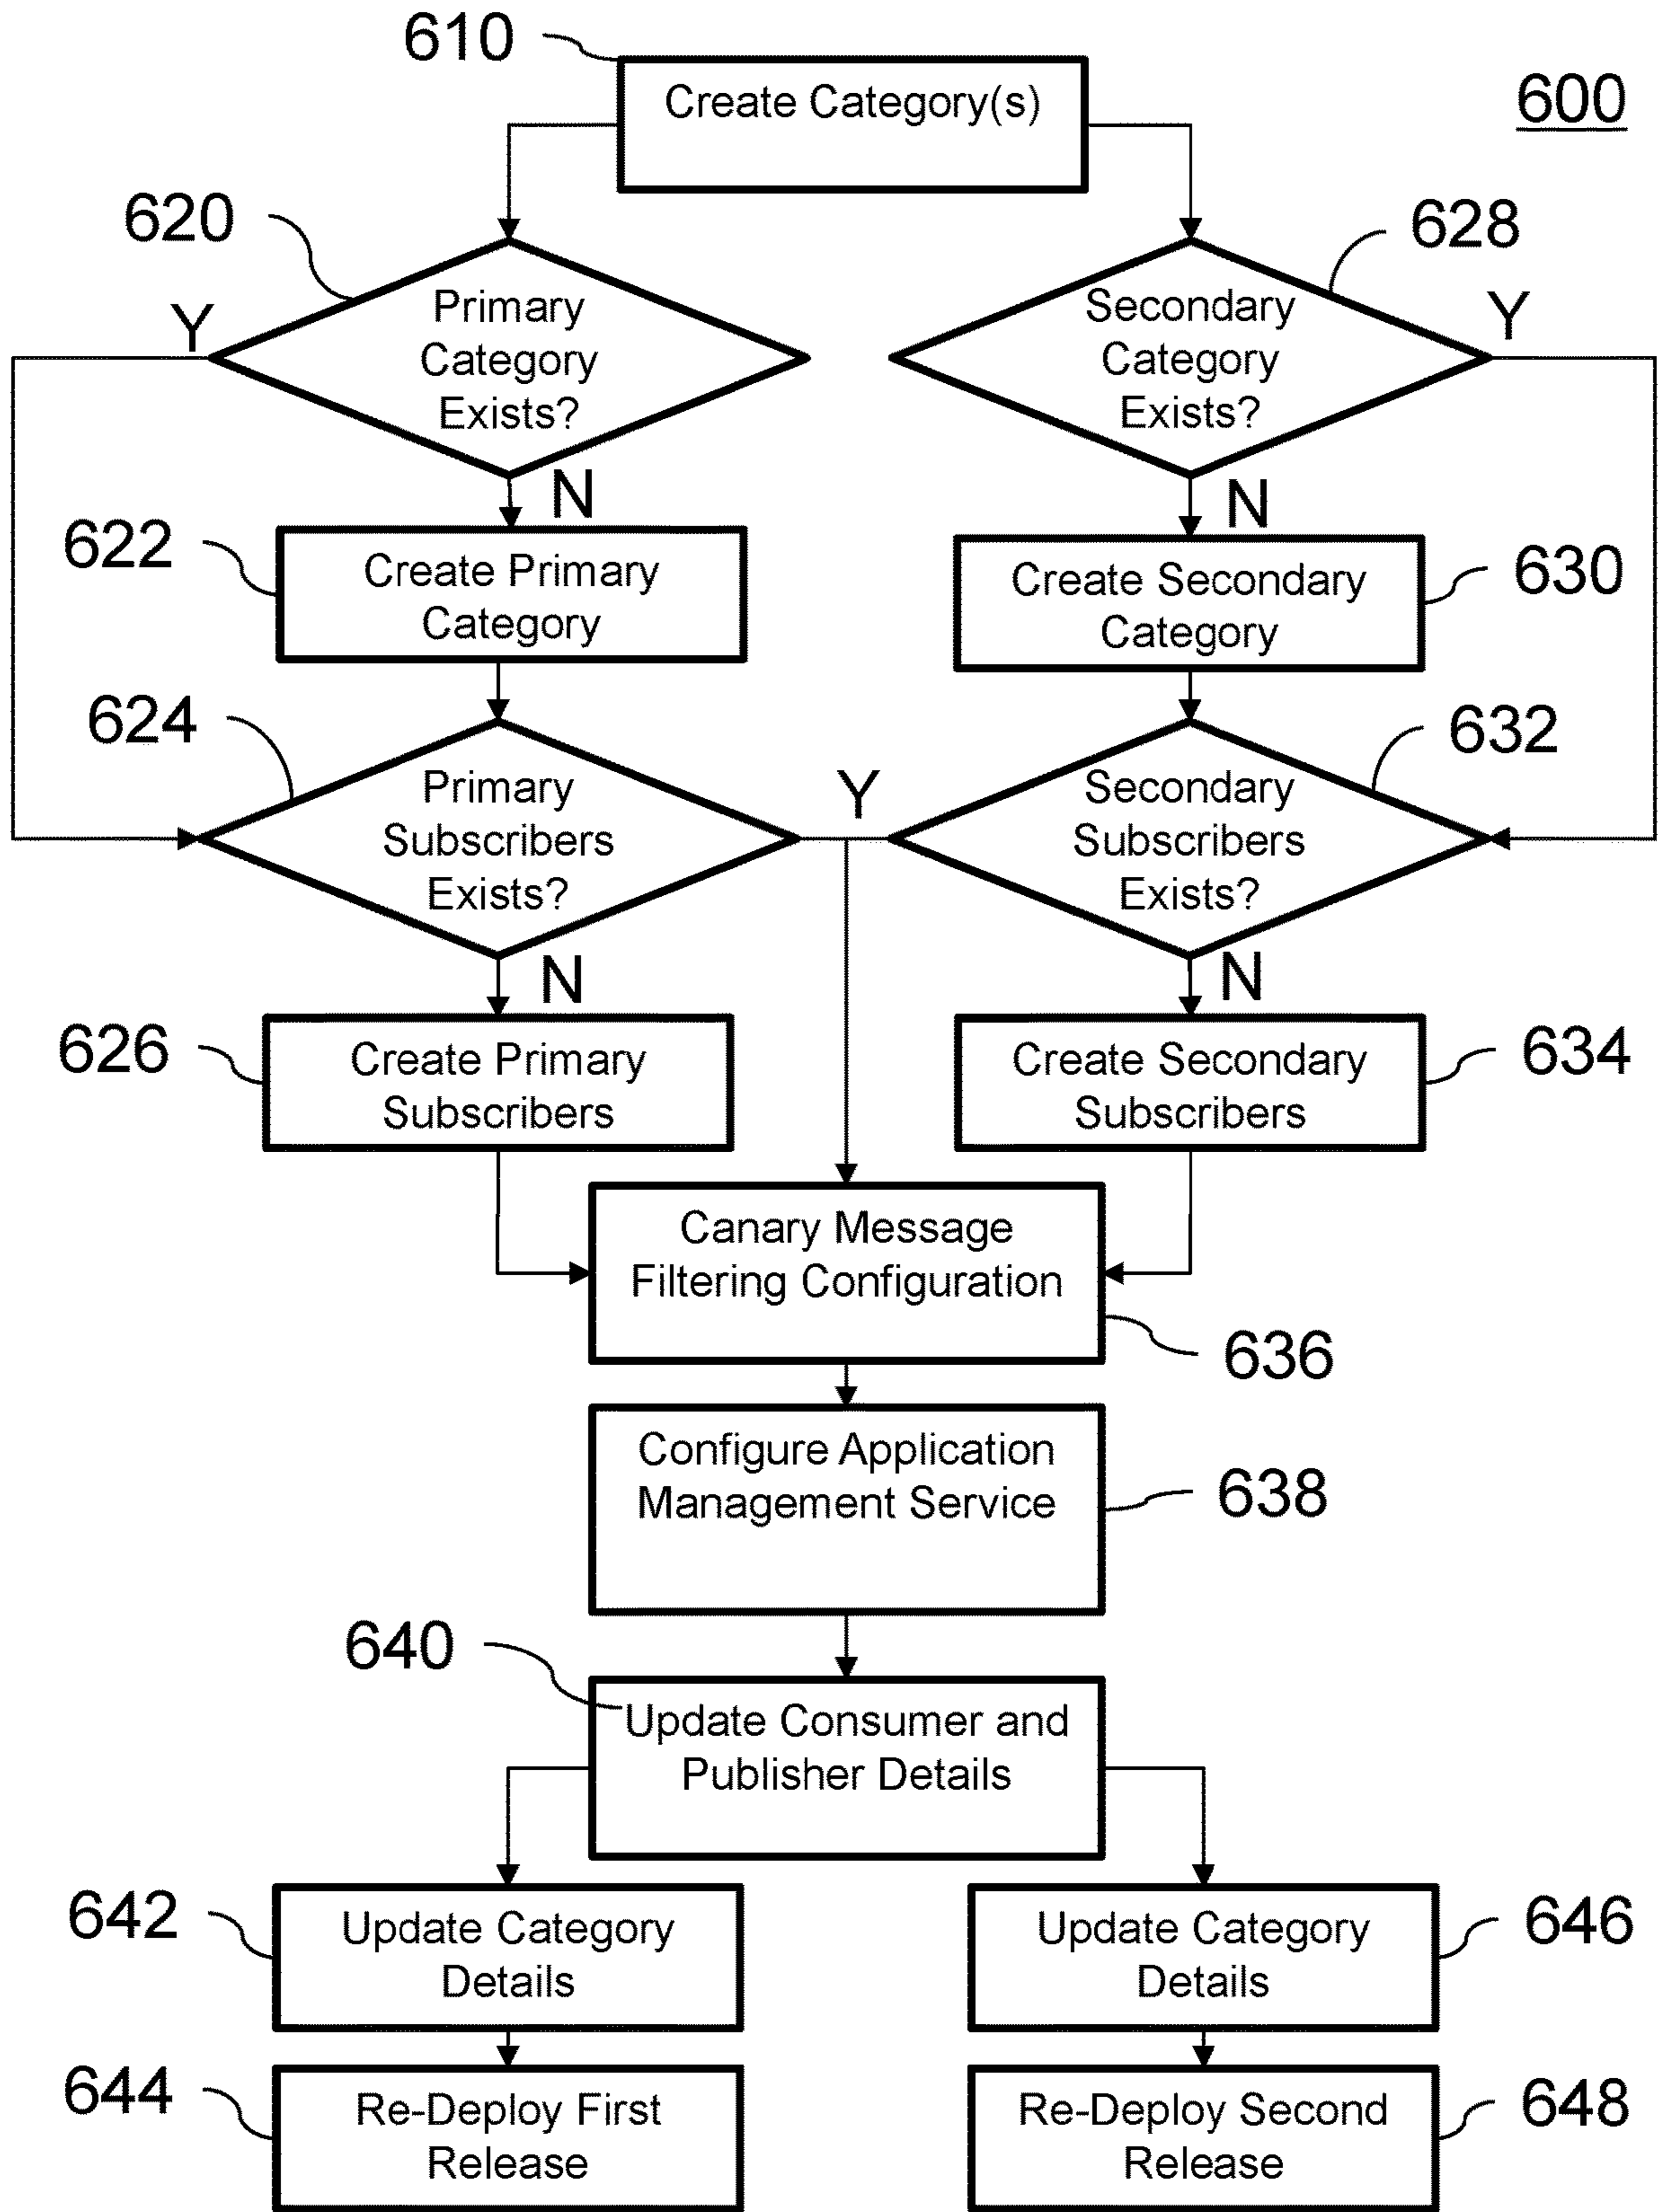 610
Create Category(s)
600
620
628
Y
Primary
Category
Exists?
Secondary
Category
Exists?
Y
N
N
622
Create Primary
Category
Create Secondary
Category
630
624
632
Primary
Subscribers
Exists?
Y
Secondary
Subscribers
Exists?
N
N
626
Create Primary
Subscribers
Create Secondary
Subscribers
634
Canary Message
Filtering Configuration
636
Configure Application
Management Service
638
640
Update Consumer and
Publisher Details
642
Update Category
Details
Update Category
Details
646
644
Re-Deploy First
Release
Re-Deploy Second
Release
648